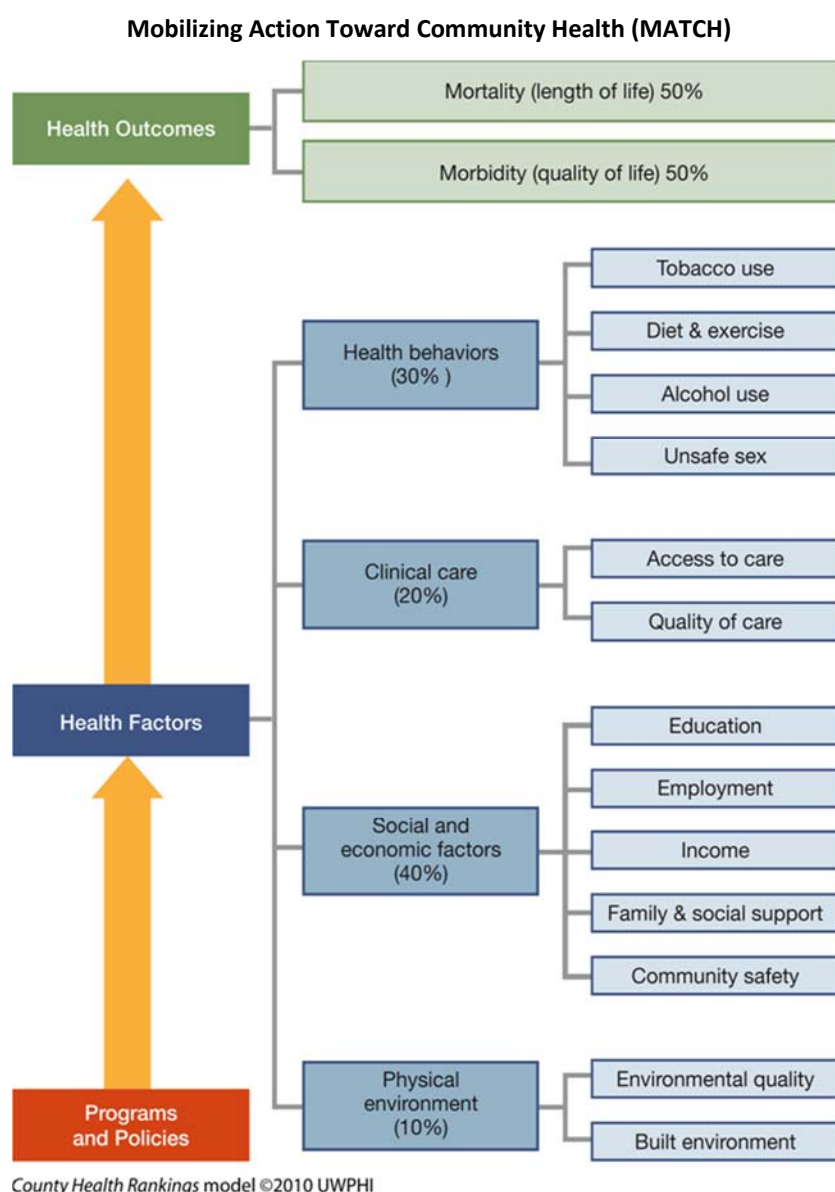 Mobilizing Action Toward Community Health (MATCH)
Health Outcomes
Mortality (length of life) 50%
Morbidity (quality of life) 50%
Health behaviors
(30% )
Tobacco use
Diet & exercise
Alcohol use
Unsafe sex
Clinical care
(20%)
Access to care
Quality of care
Health Factors
Social and
economic factors
(40%)
Education
Employment
Income
Family & social support
Community safety
Programs
and Policies
Physical
environment
(10%)
Environmental quality
Built environment
County Health Rankings model ©2010 UWPHI